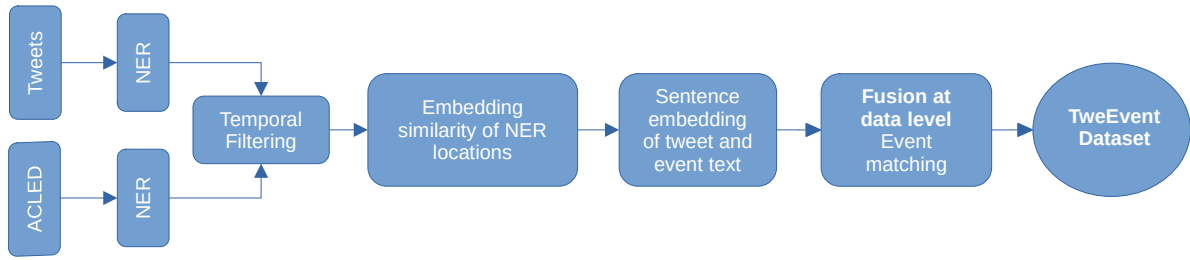 Tweets
NER
ACLED
NER
Temporal
Filtering
Embedding
similarity of NER
locations
Sentence
embedding
of tweet and
event text
Fusion at
data level
Event
matching
TweEvent
Dataset